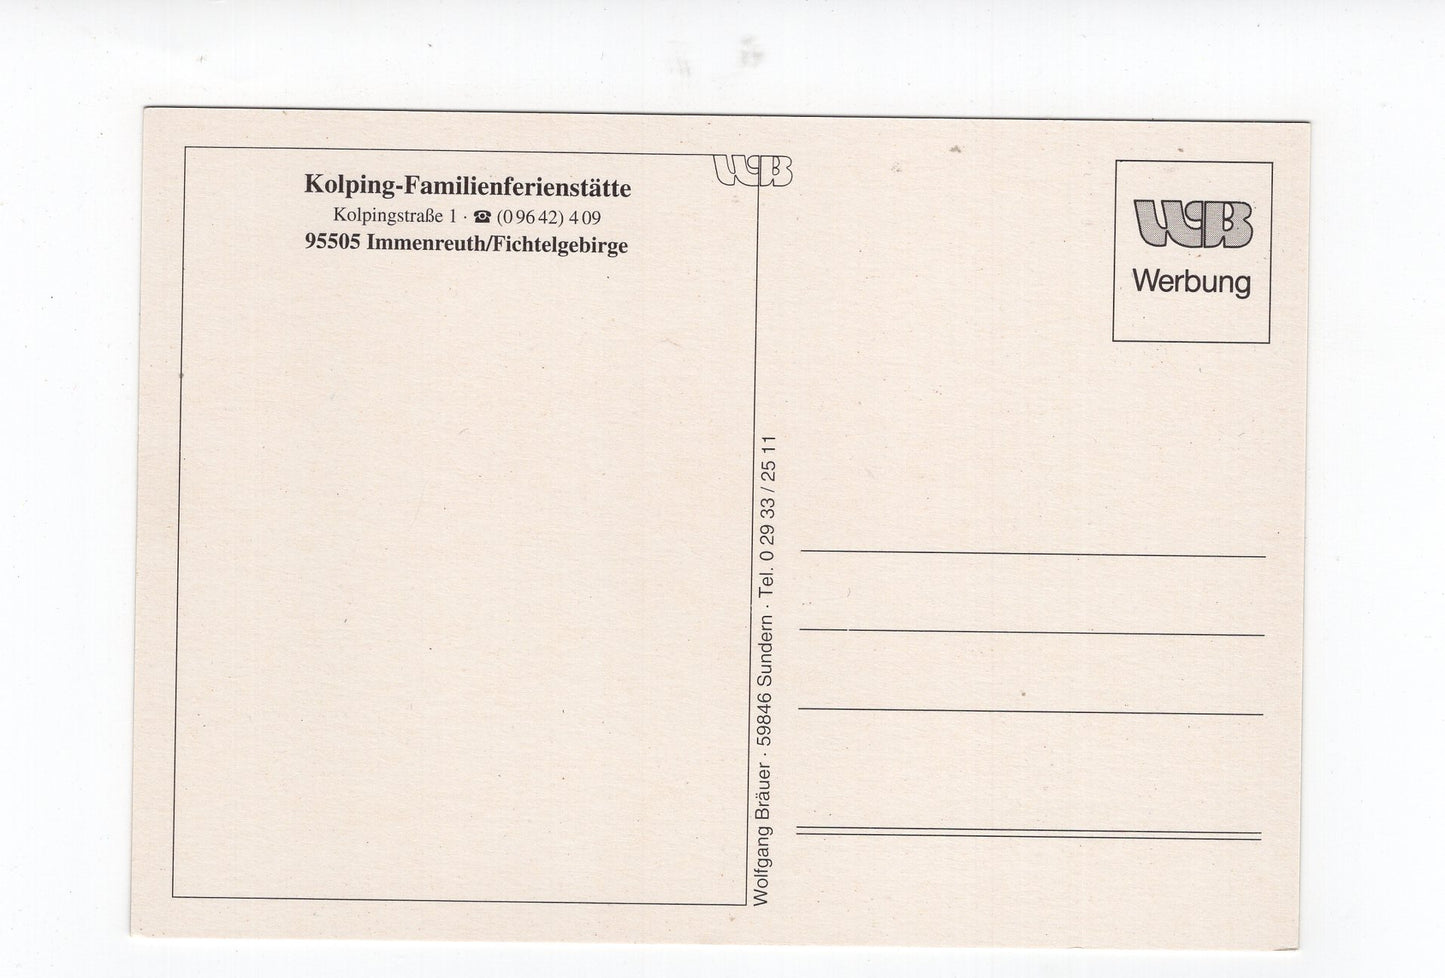 Kolping-Familienferienstätte
Kolpingstraße 1 · ☎ (0 96 42) 4 09
95505 Immenreuth/Fichtelgebirge
WB
Wolfgang Bräuer · 59846 Sundern · Tel. 0 29 33 / 25 11
WB
Werbung